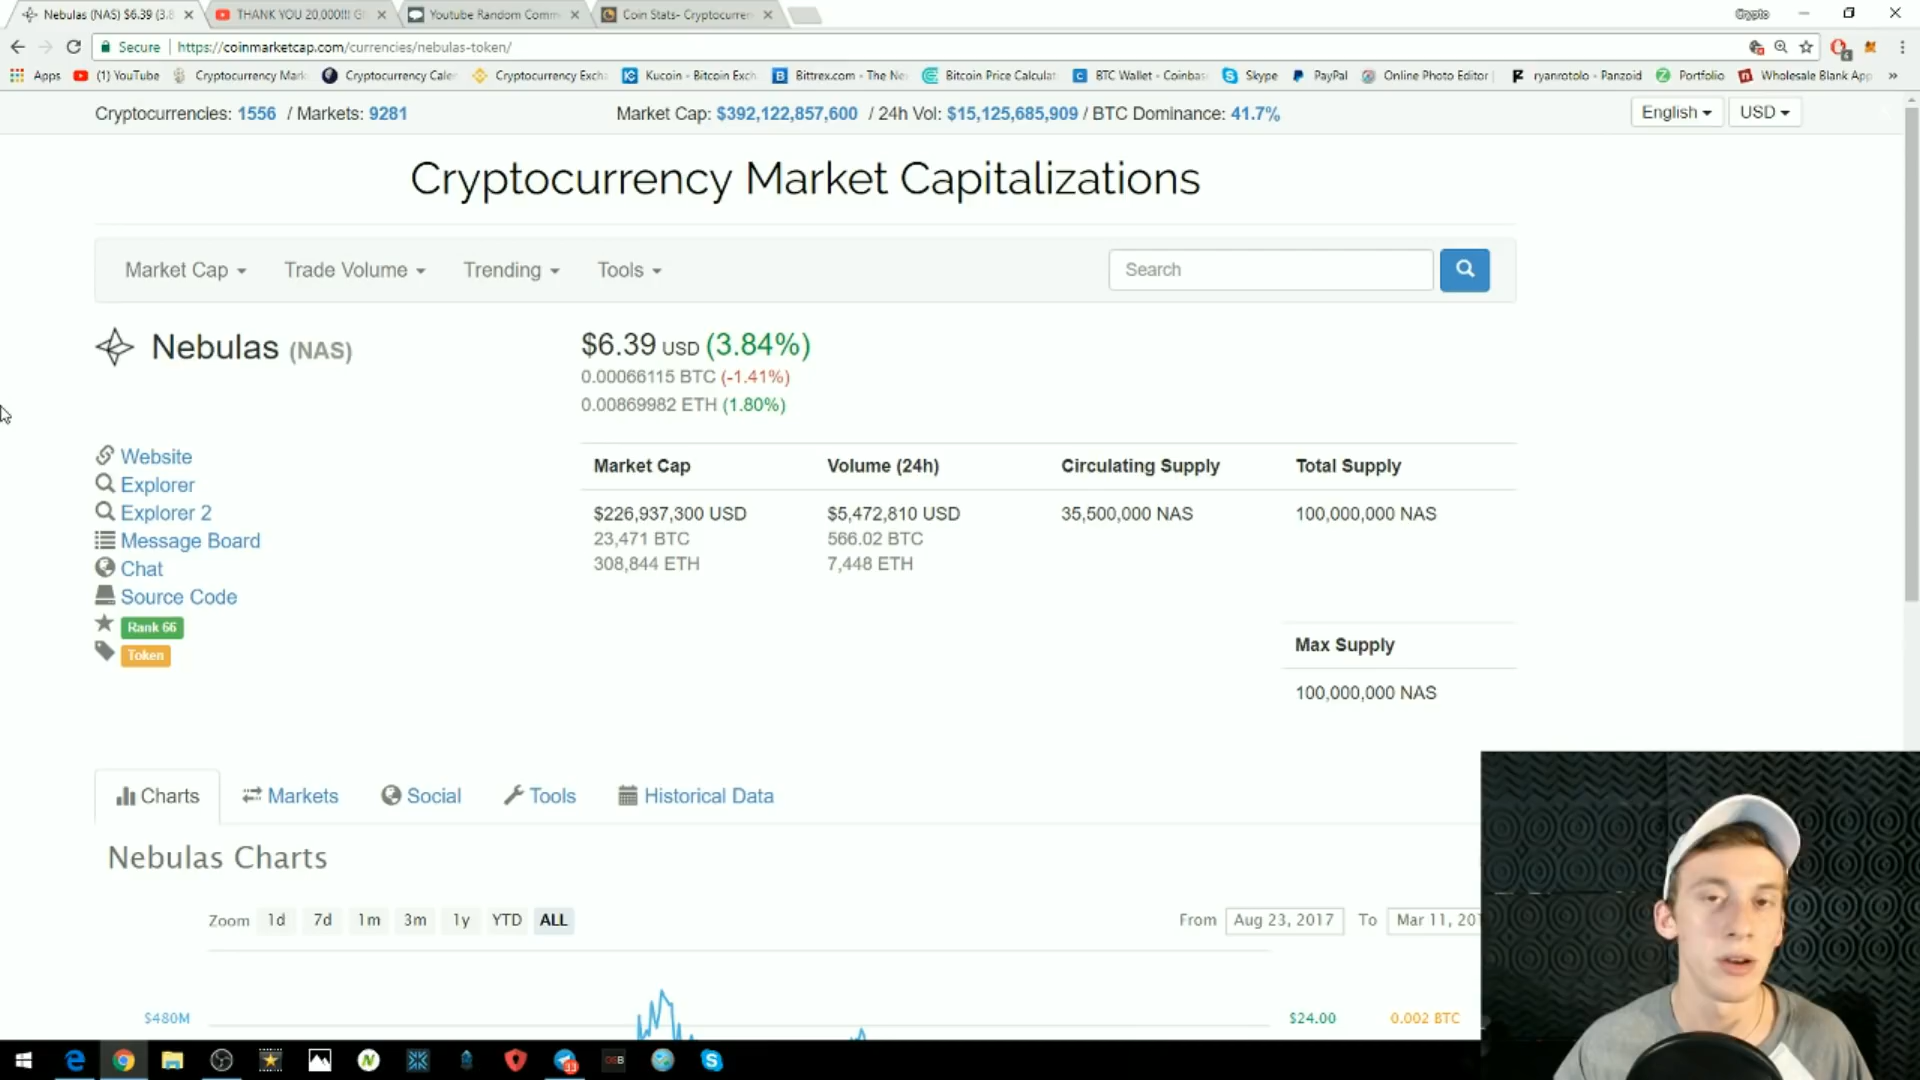 Nebulas (NAS) $6.39 (3.8
THANK YOU 20,000!!! GI
Youtube Random Comm
Coin Stats- Cryptocurren
Crypto
Secure
https://coinmarketcap.com/currencies/nebulas-token/
Apps
(1) YouTube
Cryptocurrency Mark
Cryptocurrency Cale
Cryptocurrency Exch
Kucoin - Bitcoin Exch
Bittrex.com - The Ne
Bitcoin Price Calculat
BTC Wallet - Coinbas
Skype
PayPal
Online Photo Editor
ryanrotolo - Panzoid
Portfolio
Wholesale Blank App
»
Cryptocurrencies: 1556 / Markets: 9281
Market Cap: $392,122,857,600 / 24h Vol: $15,125,685,909 / BTC Dominance: 41.7%
English
USD
Cryptocurrency Market Capitalizations
Market Cap
Trade Volume
Trending
Tools
Search
Nebulas (NAS)
$6.39 USD (3.84%)
0.00066115 BTC (-1.41%)
0.00869982 ETH (1.80%)
Website
Explorer
Explorer 2
Message Board
Chat
Source Code
Rank 66
Token
Market Cap
Volume (24h)
Circulating Supply
Total Supply
$226,937,300 USD
$5,472,810 USD
35,500,000 NAS
100,000,000 NAS
23,471 BTC
566.02 BTC
308,844 ETH
7,448 ETH
Max Supply
100,000,000 NAS
Charts
Markets
Social
Tools
Historical Data
Nebulas Charts
Zoom 1d 7d 1m 3m 1y YTD ALL
From Aug 23, 2017 To Mar 11, 201
$480M
$24.00
0.002 BTC